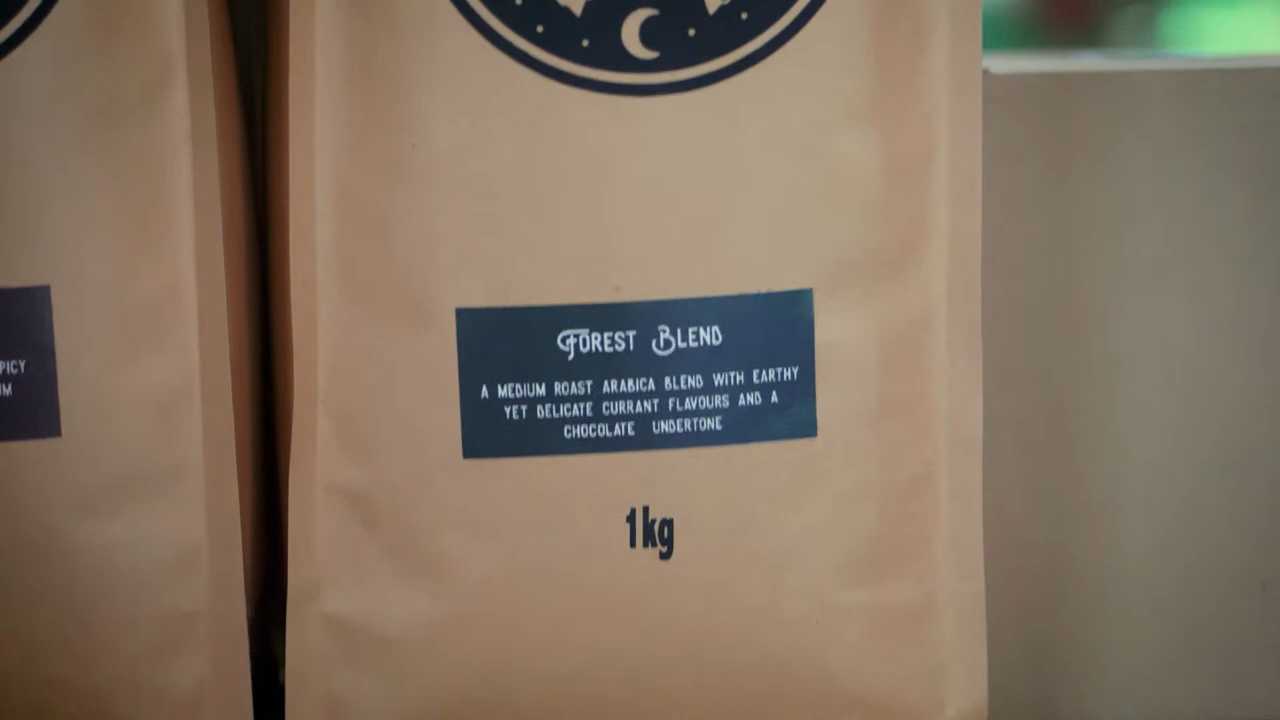 Forest Blend
A MEDIUM ROAST ARABICA BLEND WITH EARTHY
YET DELICATE CURRANT FLAVOURS AND A
CHOCOLATE UNDERTONE
1kg